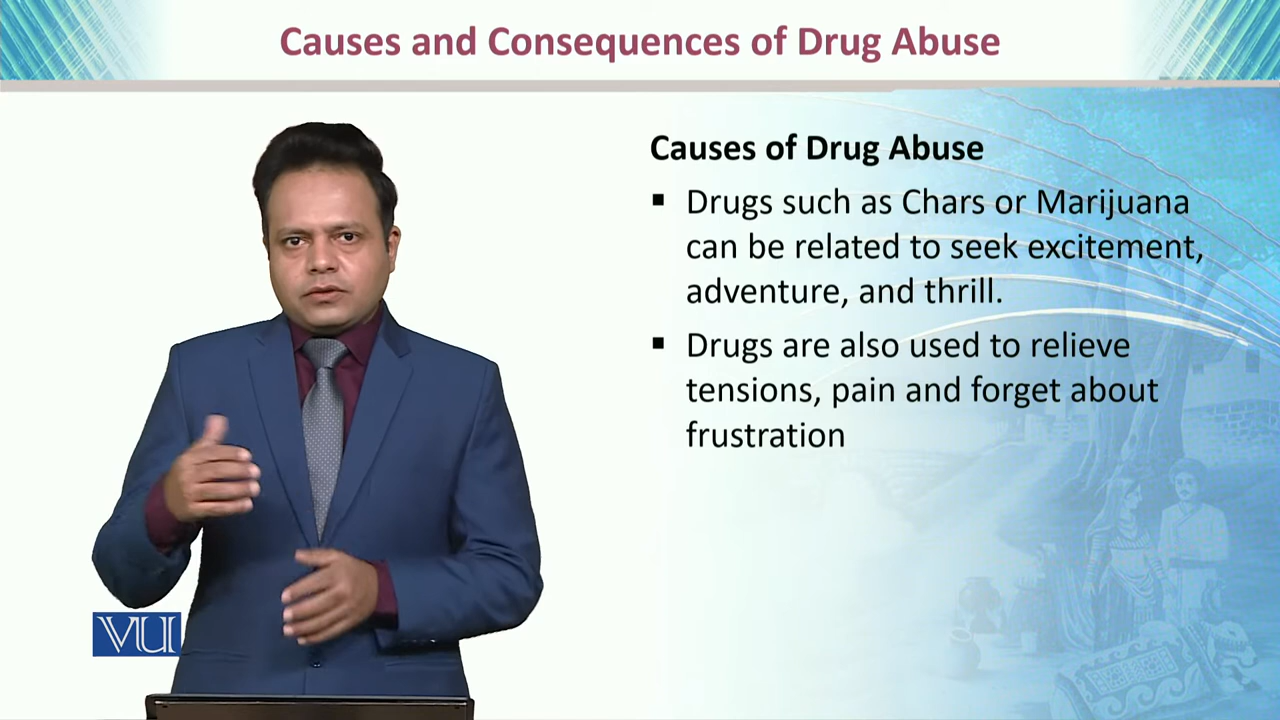 Causes and Consequences of Drug Abuse
Causes of Drug Abuse
▪ Drugs such as Chars or Marijuana
can be related to seek excitement,
adventure, and thrill.
▪ Drugs are also used to relieve
tensions, pain and forget about
frustration
VU